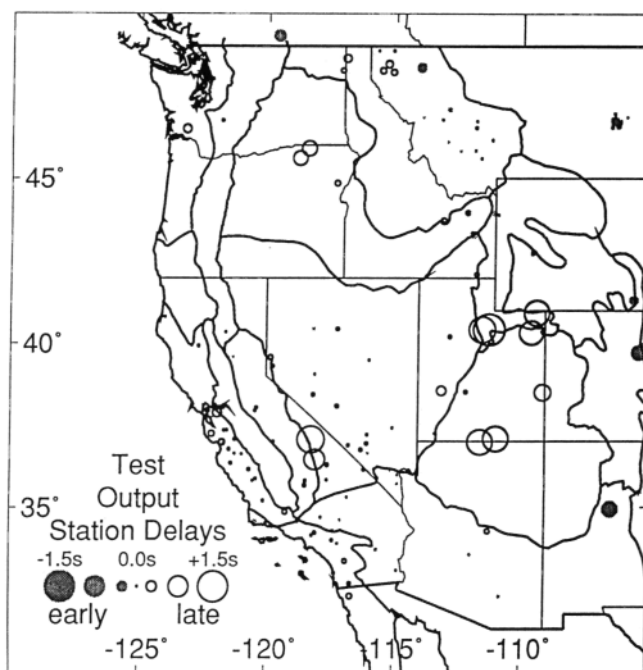 45°
40°
35°
Test
Output
Station Delays
-1.5s 0.0s +1.5s
early late
-125° -120° -115° -110°